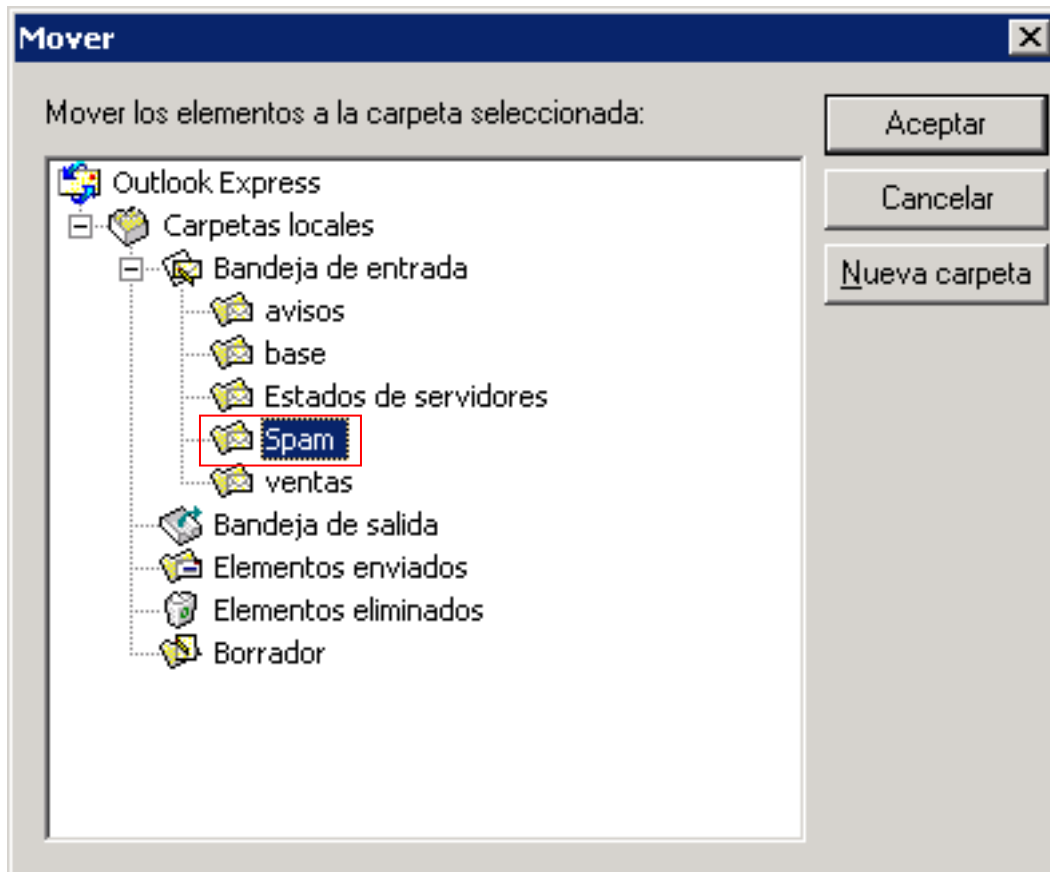 Mover
Mover los elementos a la carpeta seleccionada:
Aceptar
Cancelar
Nueva carpeta
Outlook Express
Carpetas locales
Bandeja de entrada
avisos
base
Estados de servidores
Spam
ventas
Bandeja de salida
Elementos enviados
Elementos eliminados
Borrador